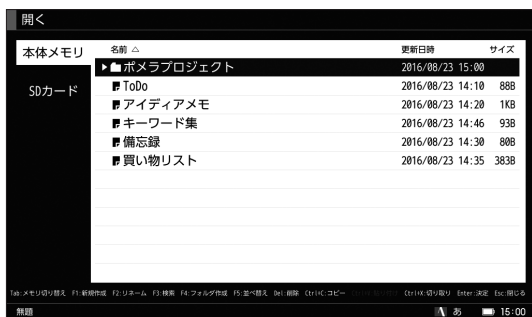 開く
本体メモリ
SDカード
名前 △ 更新日時 サイズ
ポメラプロジェクト 2016/08/23 15:00
ToDo 2016/08/23 14:10 88B
アイディアメモ 2016/08/23 14:20 1KB
キーワード集 2016/08/23 14:46 93B
備忘録 2016/08/23 14:30 80B
買い物リスト 2016/08/23 14:35 383B
Tab:メモリ切り替え F1:新規作成 F2:リネーム F3:検索 F4:フォルダ作成 F5:並べ替え Del:削除 Ctrl+C:コピー Ctrl+X:切り取り Enter:決定 Esc:閉じる
無題 A あ 15:00